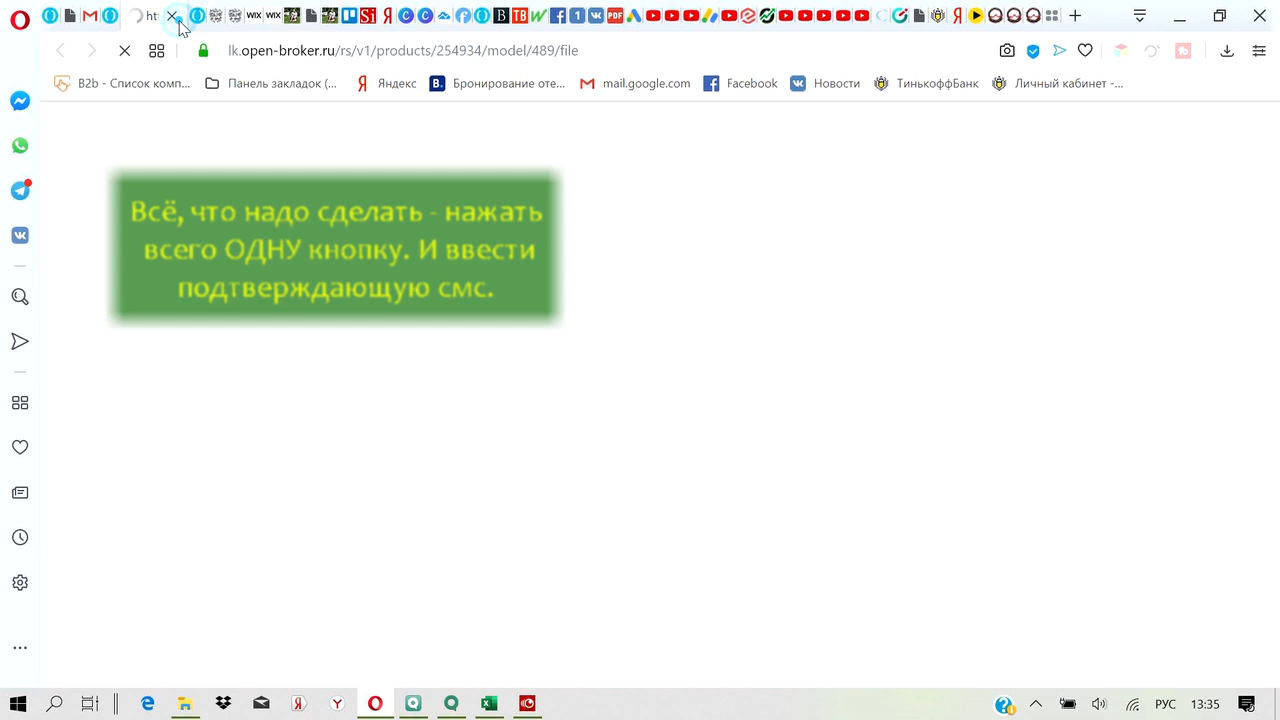 ht
lk.open-broker.ru/rs/v1/products/254934/model/489/file
B2b - Список комп... Панель закладок (... Яндекс Бронирование оте... mail.google.com Facebook Новости ТинькоффБанк Личный кабинет -...
Всё, что надо сделать - нажать
всего ОДНУ кнопку. И ввести
подтверждающую смс.
РУС 13:35